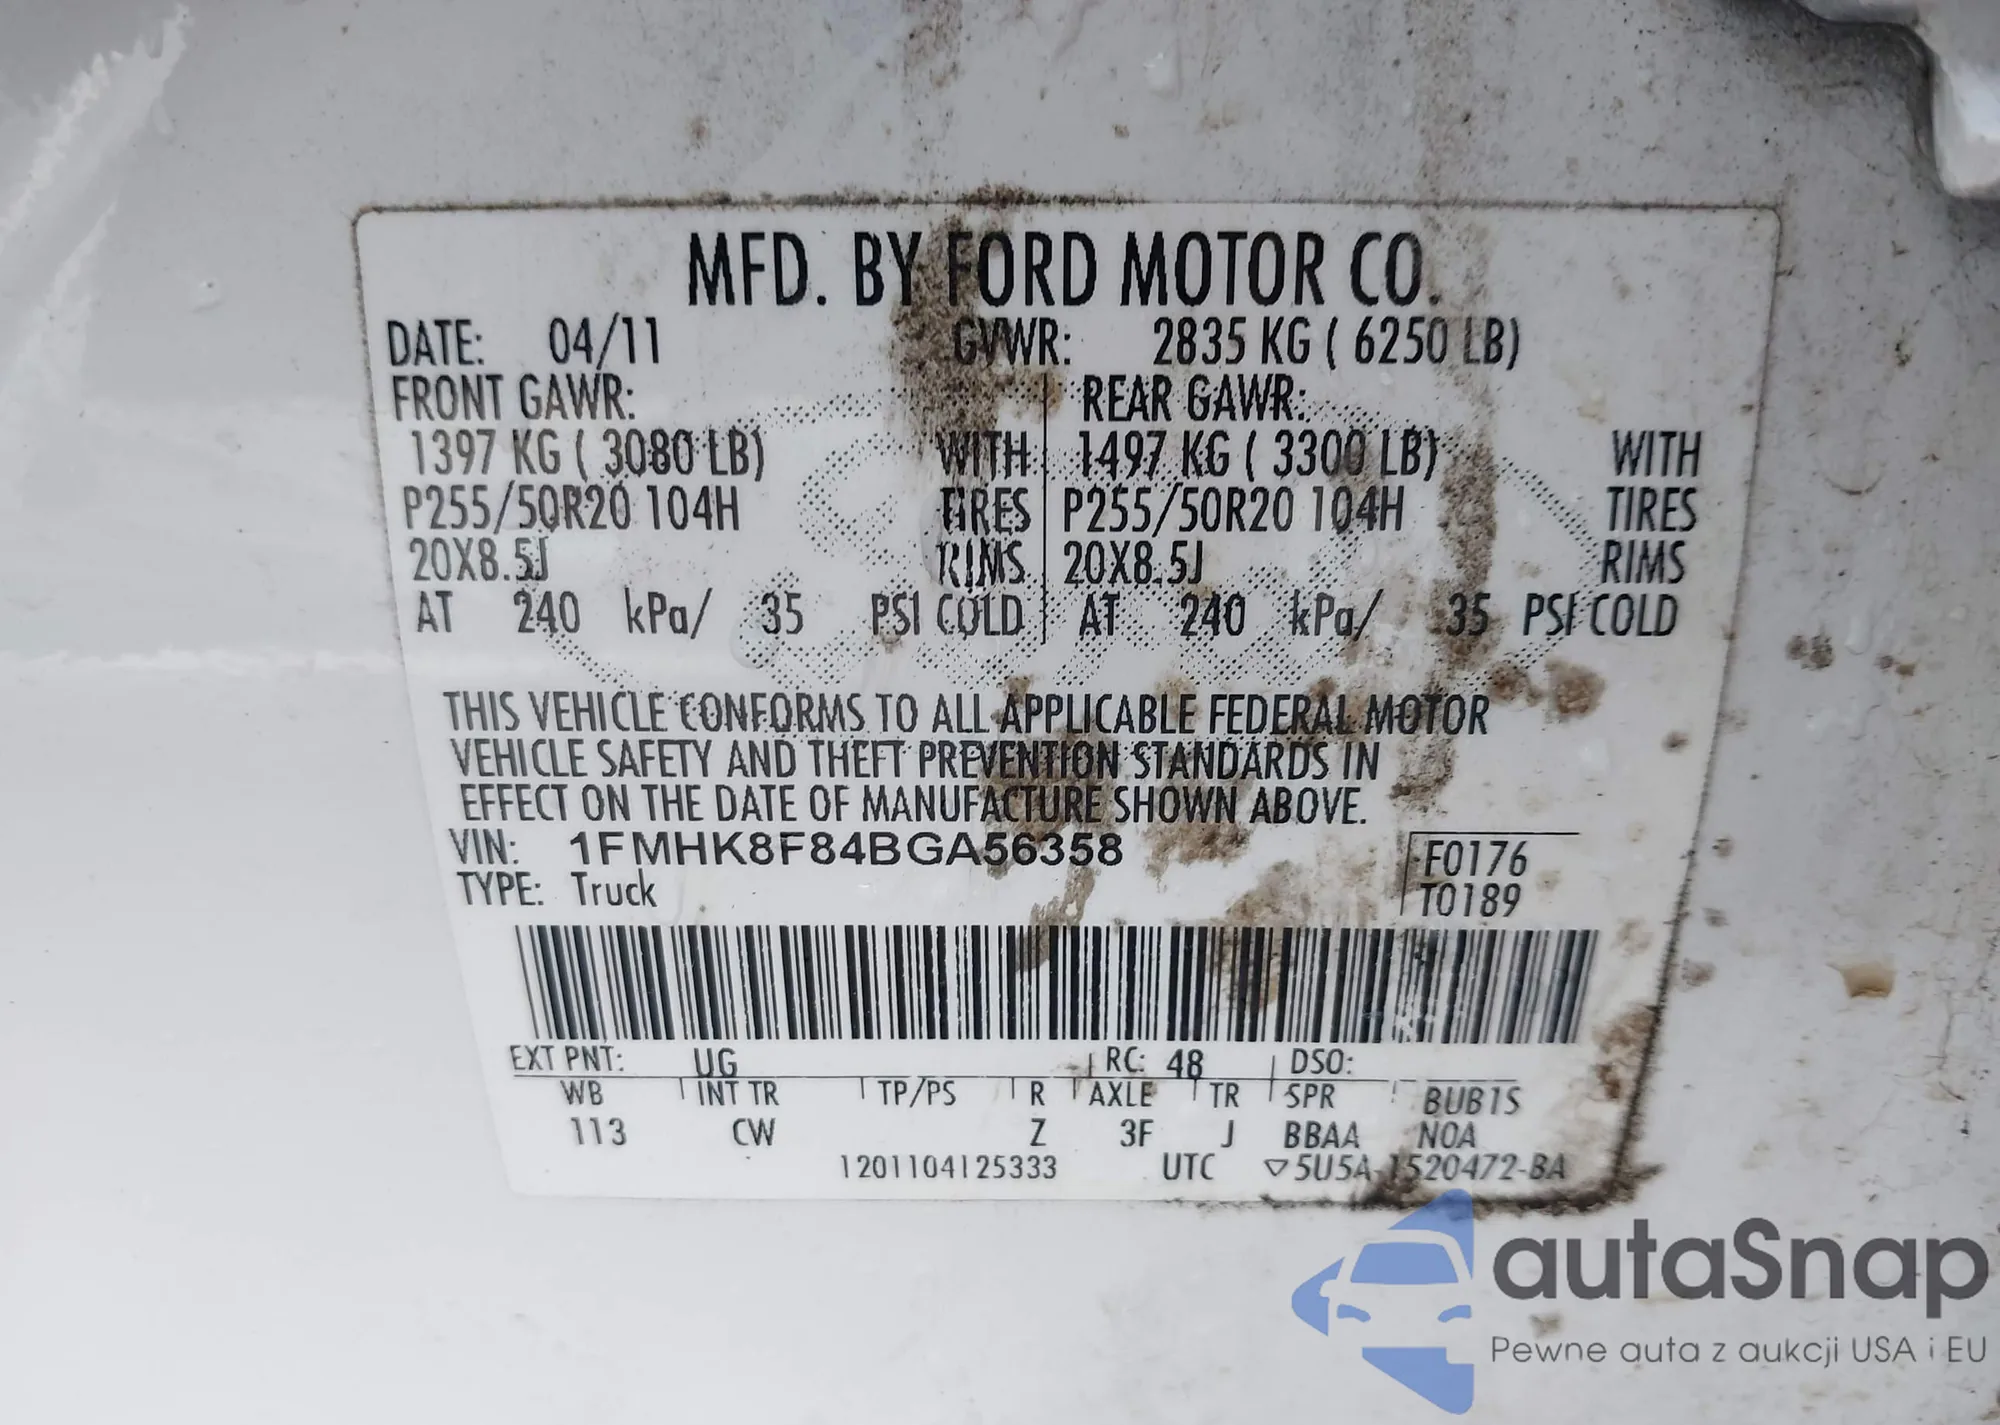 MFD. BY FORD MOTOR CO.
DATE: 04/11 GVWR: 2835 KG ( 6250 LB)
FRONT GAWR: REAR GAWR:
1397 KG ( 3080 LB) WITH 1497 KG ( 3300 LB) WITH
P255/50R20 104H TIRES P255/50R20 104H TIRES
20X8.5J RIMS 20X8.5J RIMS
AT 240 kPa/ 35 PSI COLD AT 240 kPa/ 35 PSI COLD
THIS VEHICLE CONFORMS TO ALL APPLICABLE FEDERAL MOTOR
VEHICLE SAFETY AND THEFT PREVENTION STANDARDS IN
EFFECT ON THE DATE OF MANUFACTURE SHOWN ABOVE.
VIN: 1FMHK8F84BGA56358 F0176
TYPE: Truck T0189
EXT PNT: UG RC: 48 DSO:
WB INT TR TP/PS R AXLE TR SPR BUB1S
113 CW Z 3F J BBAA NOA
1201104125333 UTC ▽5U5A-1520472-BA
autaSnap
Pewne auta z aukcji USA i EU